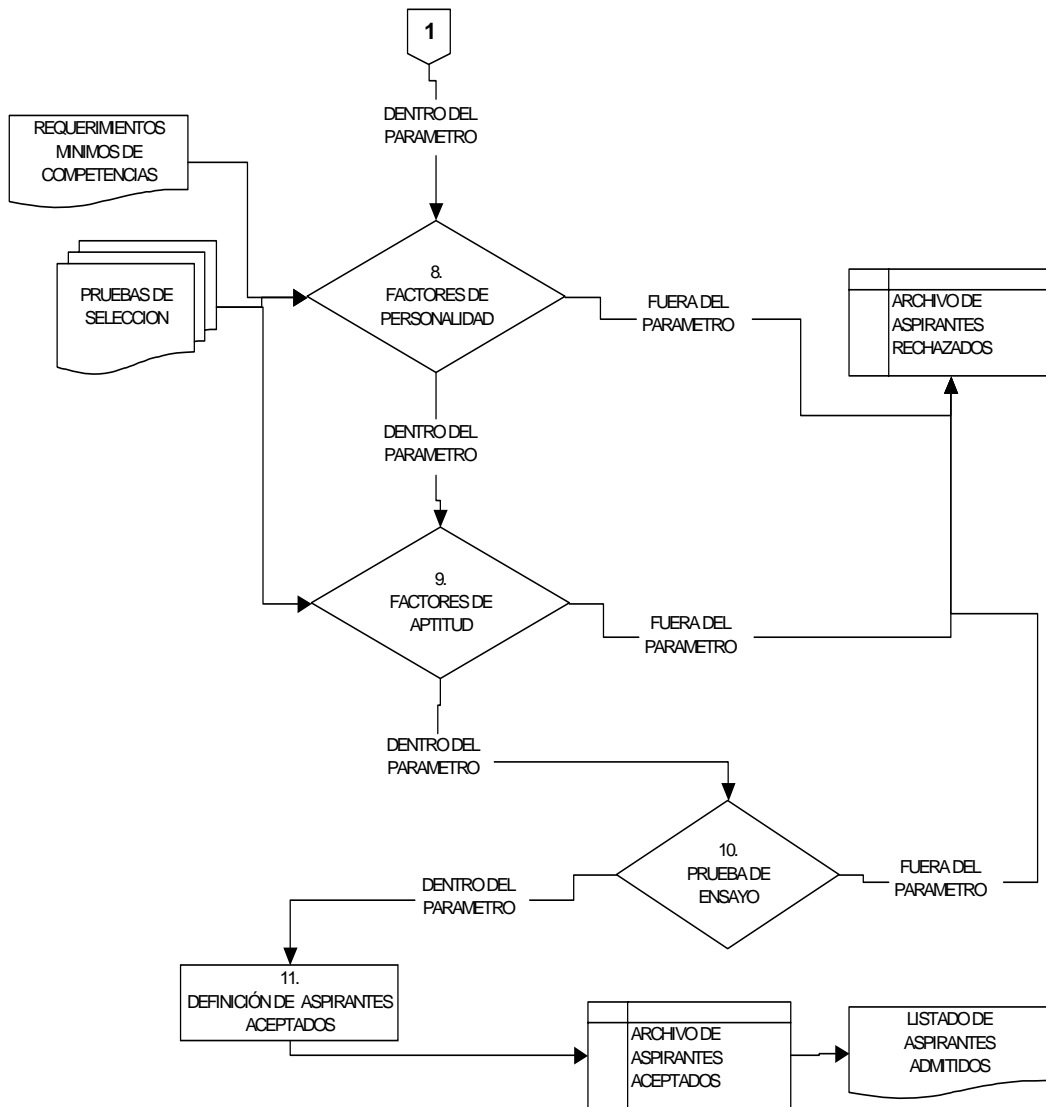 1
DENTRO DEL
PARAMETRO
REQUERIMIENTOS
MINIMOS DE
COMPETENCIAS
PRUEBAS DE
SELECCION
8.
FACTORES DE
PERSONALIDAD
FUERA DEL
PARAMETRO
ARCHIVO DE
ASPIRANTES
RECHAZADOS
DENTRO DEL
PARAMETRO
9.
FACTORES DE
APTITUD
FUERA DEL
PARAMETRO
DENTRO DEL
PARAMETRO
10.
PRUEBA DE
ENSAYO
FUERA DEL
PARAMETRO
DENTRO DEL
PARAMETRO
11.
DEFINICIÓN DE ASPIRANTES
ACEPTADOS
ARCHIVO DE
ASPIRANTES
ACEPTADOS
LISTADO DE
ASPIRANTES
ADMITIDOS